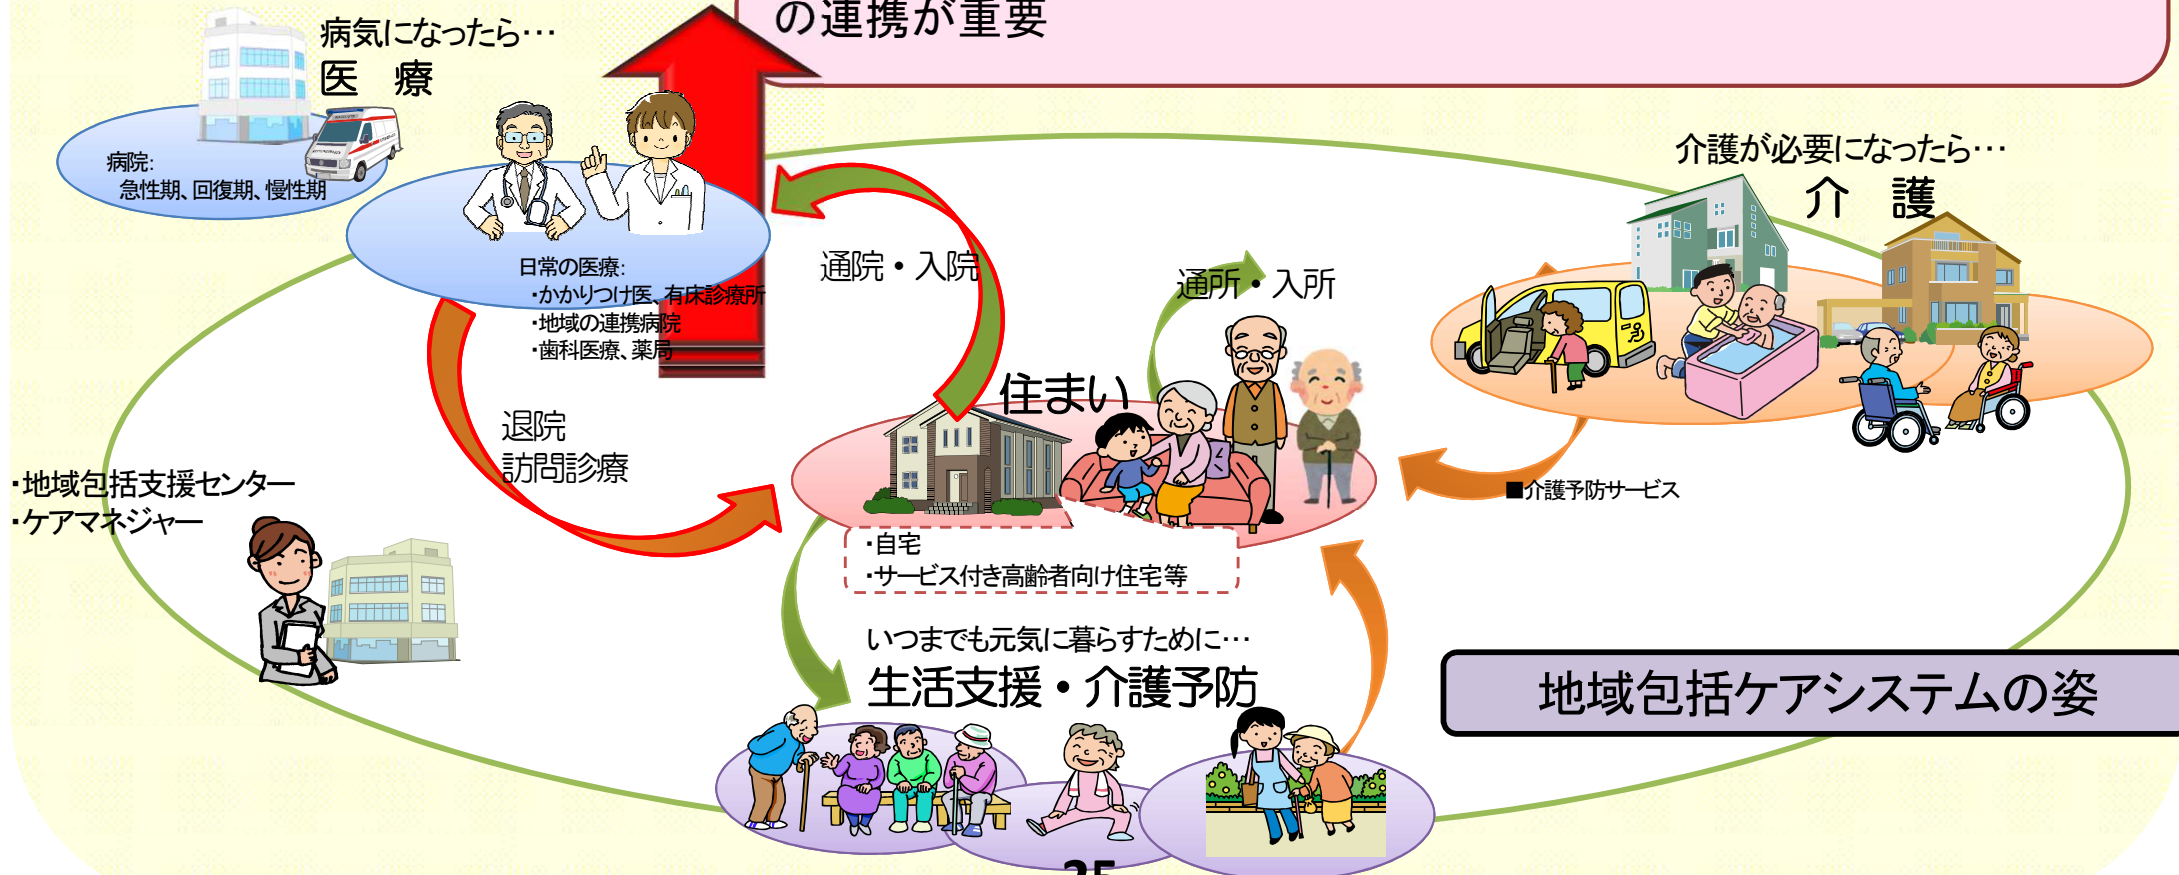 の連携が重要
病気になったら…
医 療
病院:
急性期、回復期、慢性期
日常の医療:
・かかりつけ医、有床診療所
・地域の連携病院
・歯科医療、薬局
通院・入院
通所・入所
介護が必要になったら…
介 護
住まい
退院
訪問診療
・地域包括支援センター
・ケアマネジャー
■介護予防サービス
・自宅
・サービス付き高齢者向け住宅等
いつまでも元気に暮らすために…
生活支援・介護予防
地域包括ケアシステムの姿
25